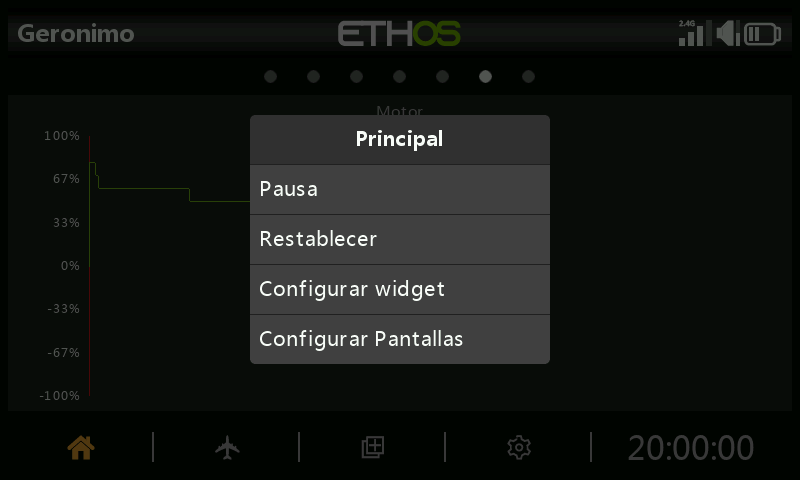 Geronimo
ETHOS
2.4G
Motor
Principal
Pausa
Restablecer
Configurar widget
Configurar Pantallas
100%
67%
33%
0%
-33%
-67%
-100%
20:00:00